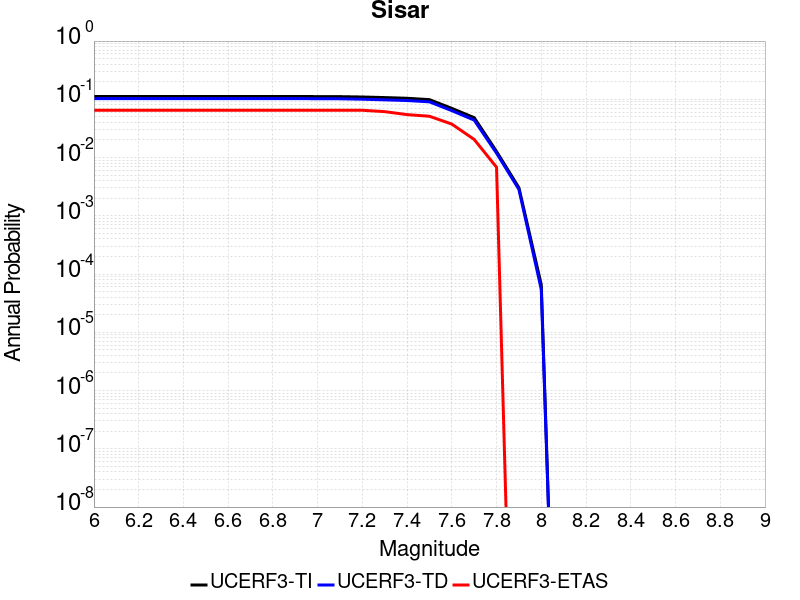 Sisar
10^0
10^-1
10^-2
10^-3
10^-4
10^-5
10^-6
10^-7
10^-8
Annual Probability
6 6.2 6.4 6.6 6.8 7 7.2 7.4 7.6 7.8 8 8.2 8.4 8.6 8.8 9
Magnitude
UCERF3-TI UCERF3-TD UCERF3-ETAS